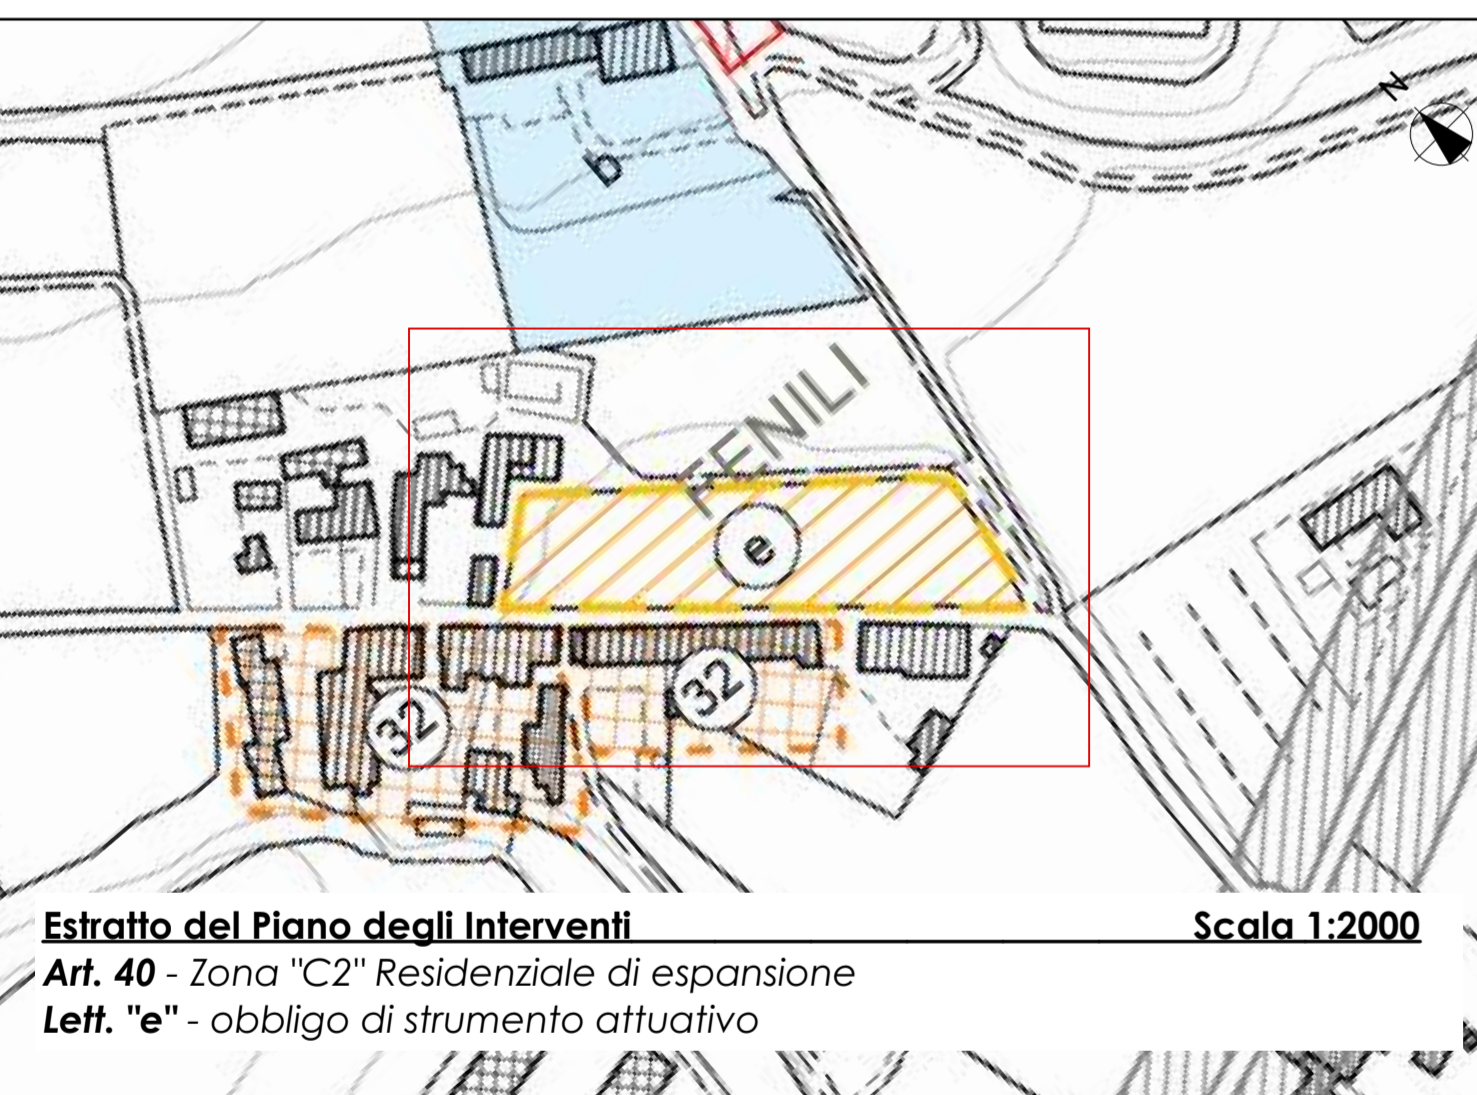 N
b
FENILI
e
32
32
Estratto del Piano degli Interventi Scala 1:2000
Art. 40 - Zona "C2" Residenziale di espansione
Lett. "e" - obbligo di strumento attuativo